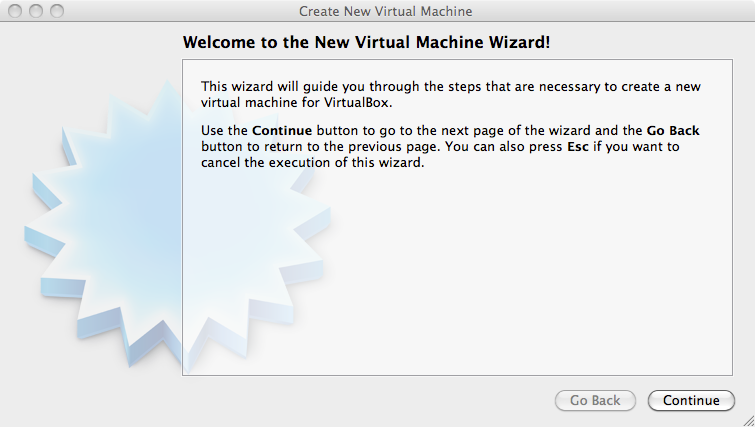 Create New Virtual Machine
Welcome to the New Virtual Machine Wizard!
This wizard will guide you through the steps that are necessary to create a new
virtual machine for VirtualBox.
Use the Continue button to go to the next page of the wizard and the Go Back
button to return to the previous page. You can also press Esc if you want to
cancel the execution of this wizard.
Go Back
Continue